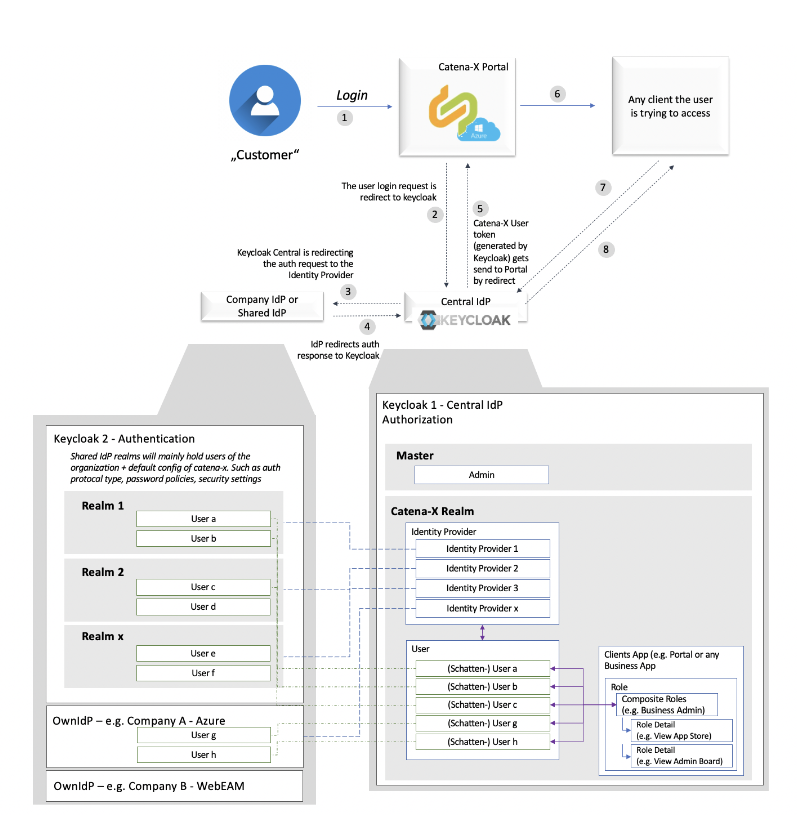 Catena-X Portal
Login
1
6
Azure
Any client the user
is trying to access
„Customer“
The user login request is
redirect to keycloak
2
5
Catena-X User
token
(generated by
Keycloak) gets
send to Portal
by redirect
7
8
Keycloak Central is redirecting
the auth request to the
Identity Provider
3
Company IdP or
Shared IdP
Central IdP
KEYCLOAK
4
IdP redirects auth
response to Keycloak
Keycloak 2 - Authentication
Shared IdP realms will mainly hold users of the
organization + default config of catena-x. Such as auth
protocal type, password policies, security settings
Realm 1
User a
User b
Realm 2
User c
User d
Realm x
User e
User f
OwnIdP – e.g. Company A - Azure
User g
User h
OwnIdP – e.g. Company B - WebEAM
Keycloak 1 - Central IdP
Authorization
Master
Admin
Catena-X Realm
Identity Provider
Identity Provider 1
Identity Provider 2
Identity Provider 3
Identity Provider x
User
(Schatten-) User a
(Schatten-) User b
(Schatten-) User c
(Schatten-) User g
(Schatten-) User h
Clients App (e.g. Portal or any
Business App
Role
Composite Roles
(e.g. Business Admin)
Role Detail
(e.g. View App Store)
Role Detail
(e.g. View Admin Board)